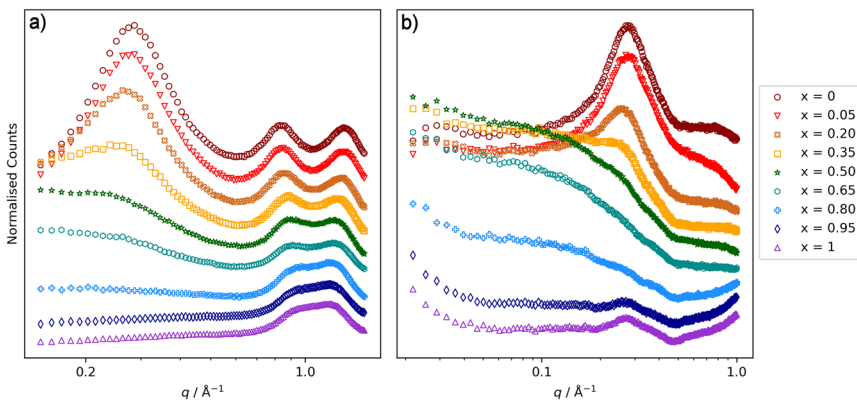 a)
b)
Normalised Counts
0.2
1.0
q / Å⁻¹
0.1
1.0
q / Å⁻¹
x = 0
x = 0.05
x = 0.20
x = 0.35
x = 0.50
x = 0.65
x = 0.80
x = 0.95
x = 1